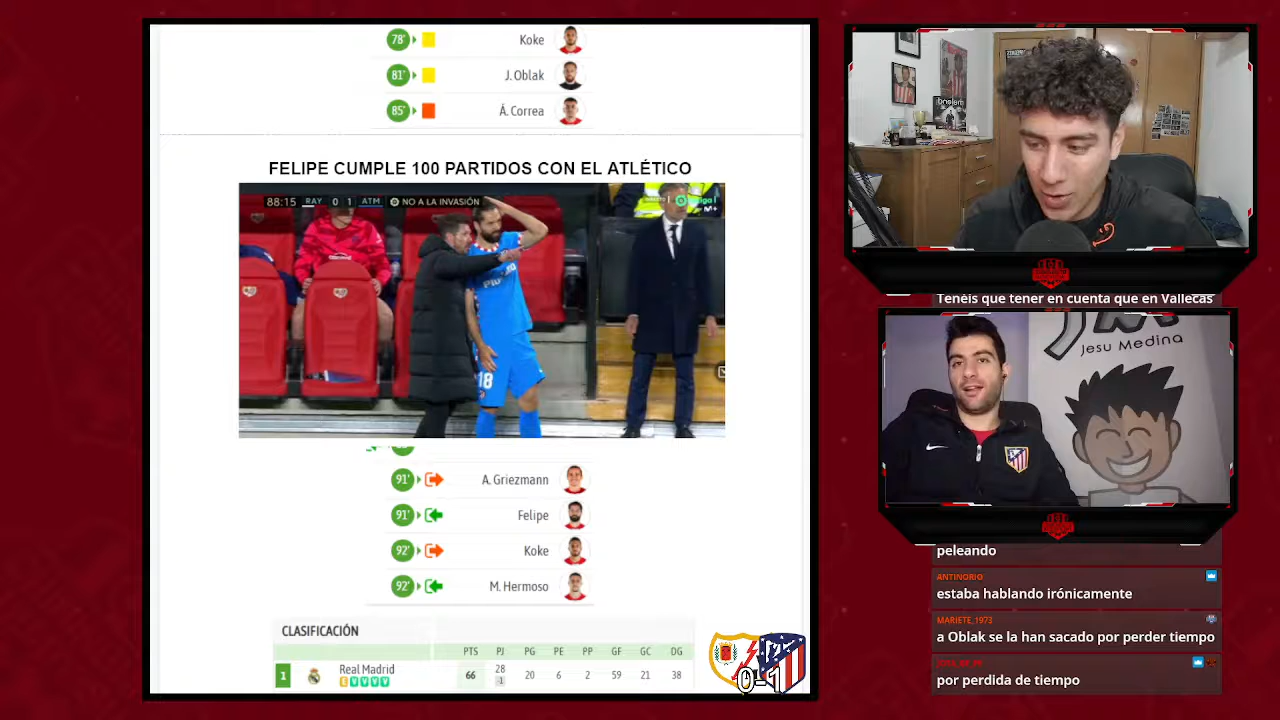 78' Koke
81' J. Oblak
85' Á. Correa
FELIPE CUMPLE 100 PARTIDOS CON EL ATLÉTICO
88:15 RAY 0 1 ATM NO A LA INVASIÓN
DIRECTO
M+
18
91' A. Griezmann
91' Felipe
92' Koke
92' M. Hermoso
CLASIFICACIÓN
PTS PJ PG PE PP GF GC DG
1 Real Madrid 66 28 20 6 2 59 21 38
-1
V V V V
0-1
Tenéis que tener en cuenta que en Vallecas
Jesu Medina
peleando
ANTINORIO
estaba hablando irónicamente
MARIETE_1973
a Oblak se la han sacado por perder tiempo
por perdida de tiempo